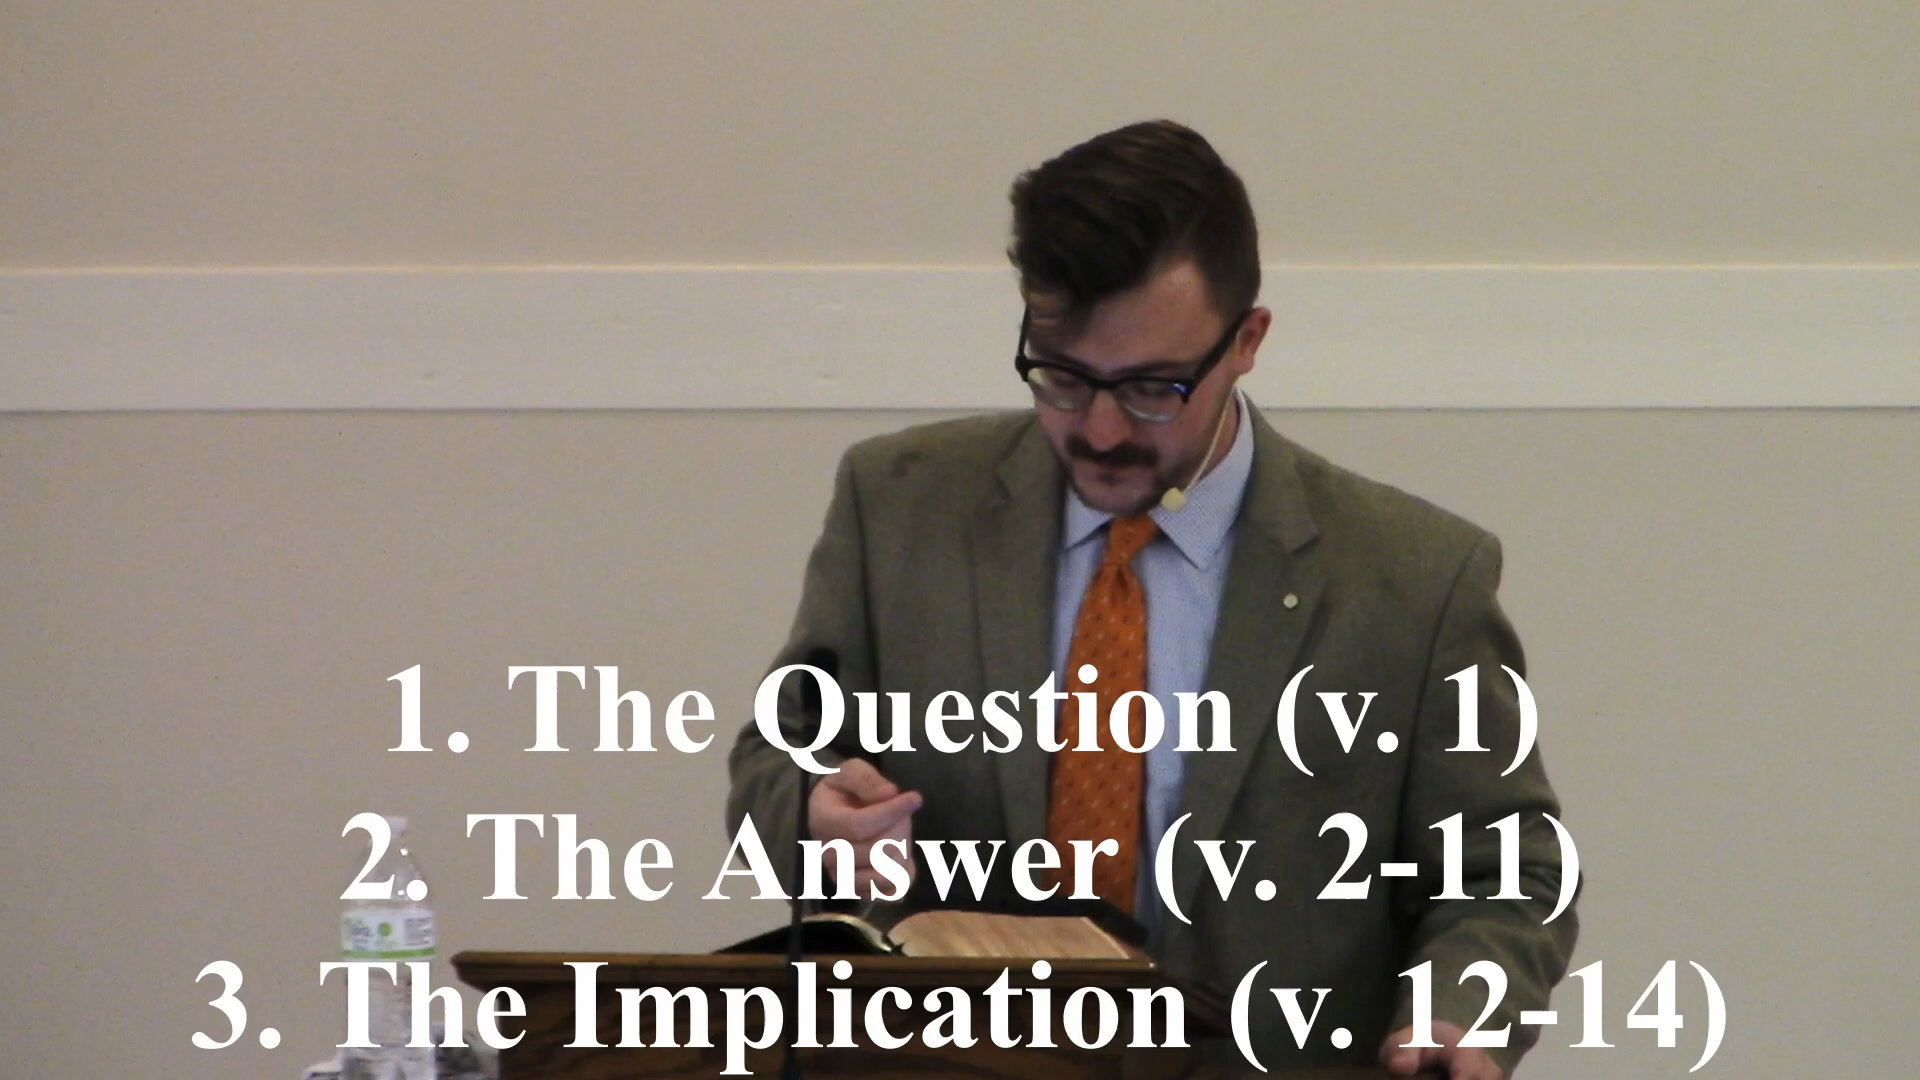 1. The Question (v. 1)
2. The Answer (v. 2-11)
3. The Implication (v. 12-14)